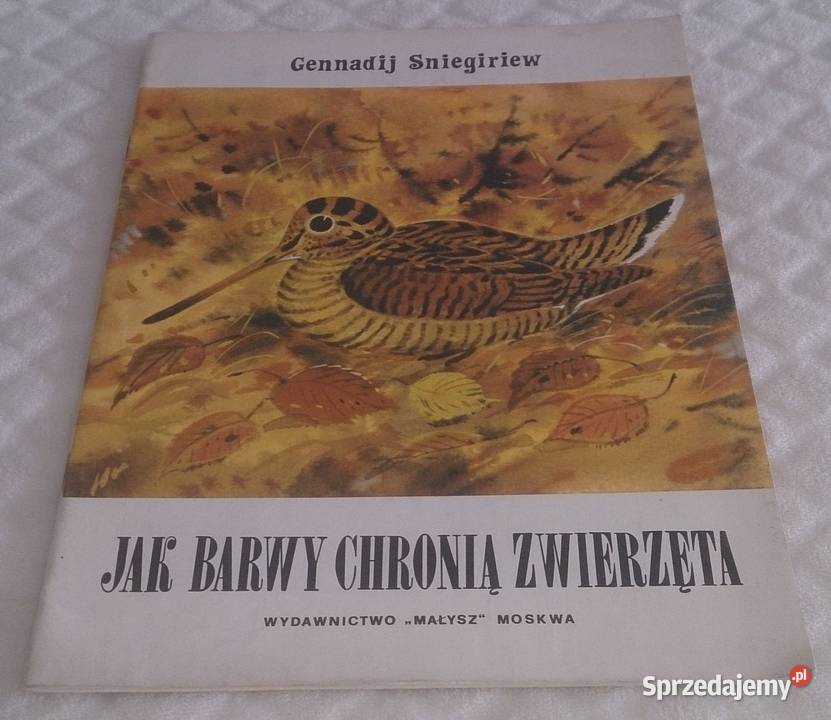 Gennadij Sniegiriew
JAK BARWY CHRONIĄ ZWIERZĘTA
WYDAWNICTWO „MAŁYSZ“ MOSKWA
Sprzedajemy.pl